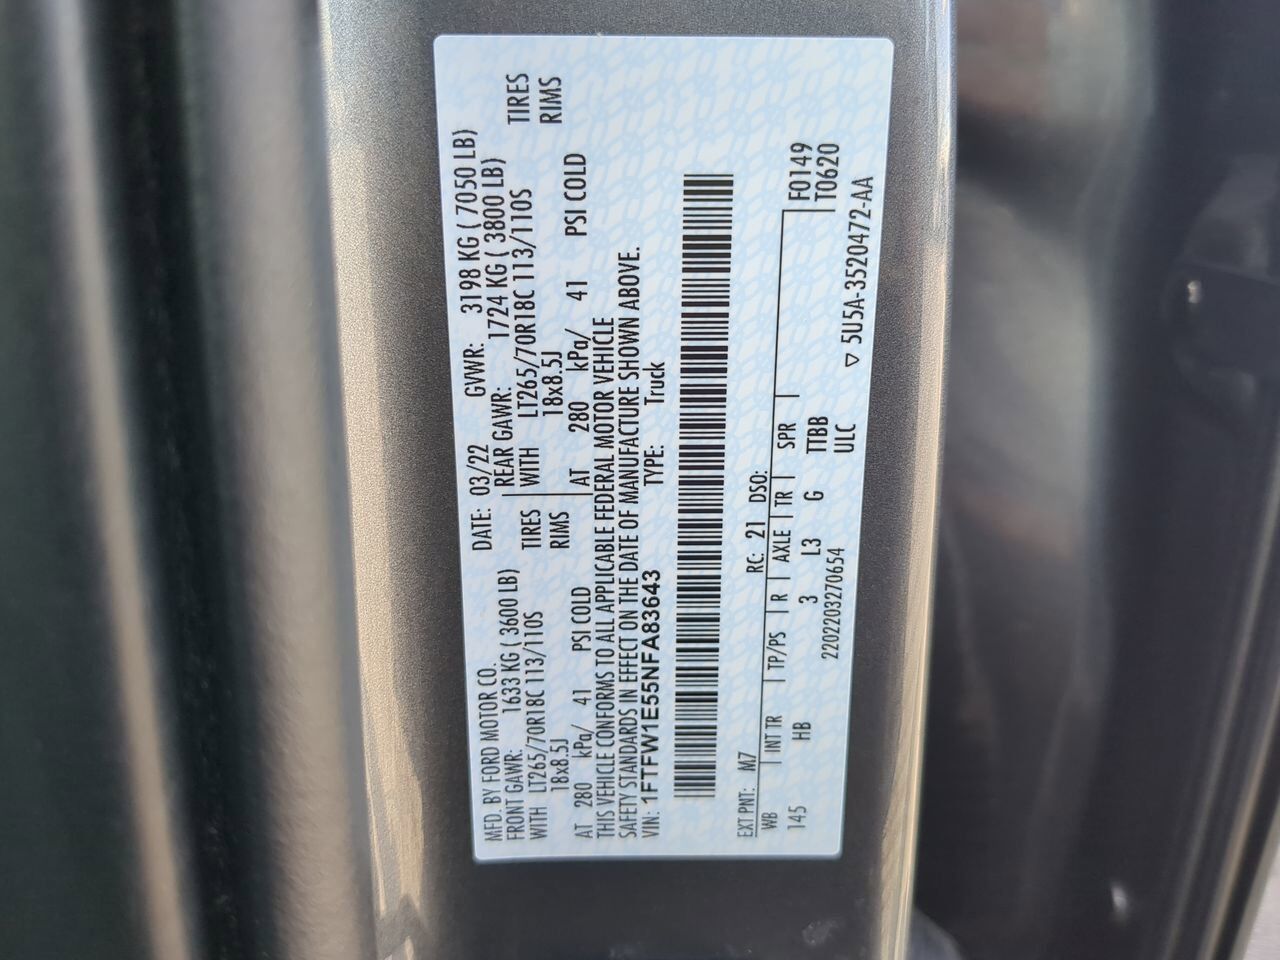 MFD. BY FORD MOTOR CO. DATE: 03/22 GVWR: 3198 KG ( 7050 LB)
FRONT GAWR: 1633 KG ( 3600 LB) REAR GAWR: 1724 KG ( 3800 LB)
WITH LT265/70R18C 113/110S TIRES WITH LT265/70R18C 113/110S TIRES
18x8.5J RIMS 18x8.5J RIMS
AT 280 kPa/ 41 PSI COLD AT 280 kPa/ 41 PSI COLD
THIS VEHICLE CONFORMS TO ALL APPLICABLE FEDERAL MOTOR VEHICLE
SAFETY STANDARDS IN EFFECT ON THE DATE OF MANUFACTURE SHOWN ABOVE.
VIN: 1FTFW1E55NFA83643 TYPE: Truck
EXT PNT: M7 RC: 21 DSO:
WB INT TR TP/PS R AXLE TR SPR F0149
145 HB 3 L3 G TTBB T0620
2202203270654 ULC
▽ 5U5A-3520472-AA